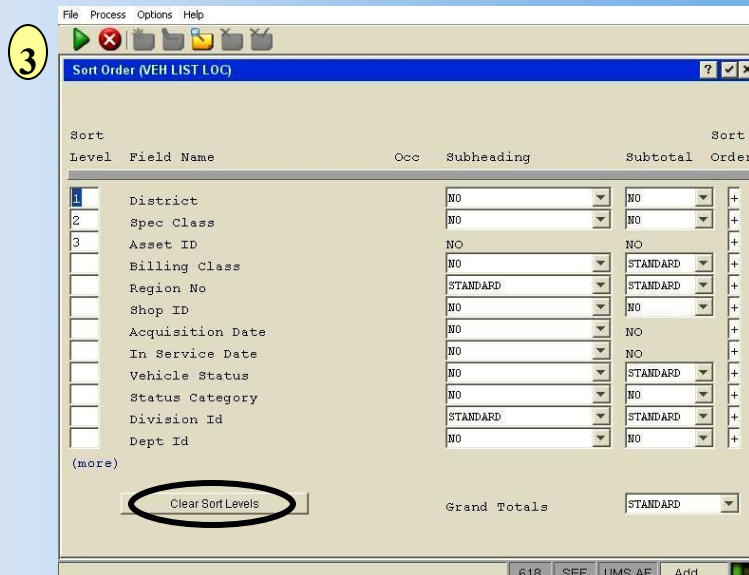 File Process Options Help
3
Sort Order (VEH LIST LOC)
Sort Sort
Level Field Name Occ Subheading Subtotal Order
1 District NO NO +
2 Spec Class NO NO +
3 Asset ID NO NO +
Billing Class NO STANDARD +
Region No STANDARD STANDARD +
Shop ID NO NO +
Acquisition Date NO NO +
In Service Date NO NO +
Vehicle Status NO STANDARD +
Status Category NO NO +
Division Id STANDARD STANDARD +
Dept Id NO NO +
(more)
Clear Sort Levels Grand Totals STANDARD
618 SEE UMS AF Add